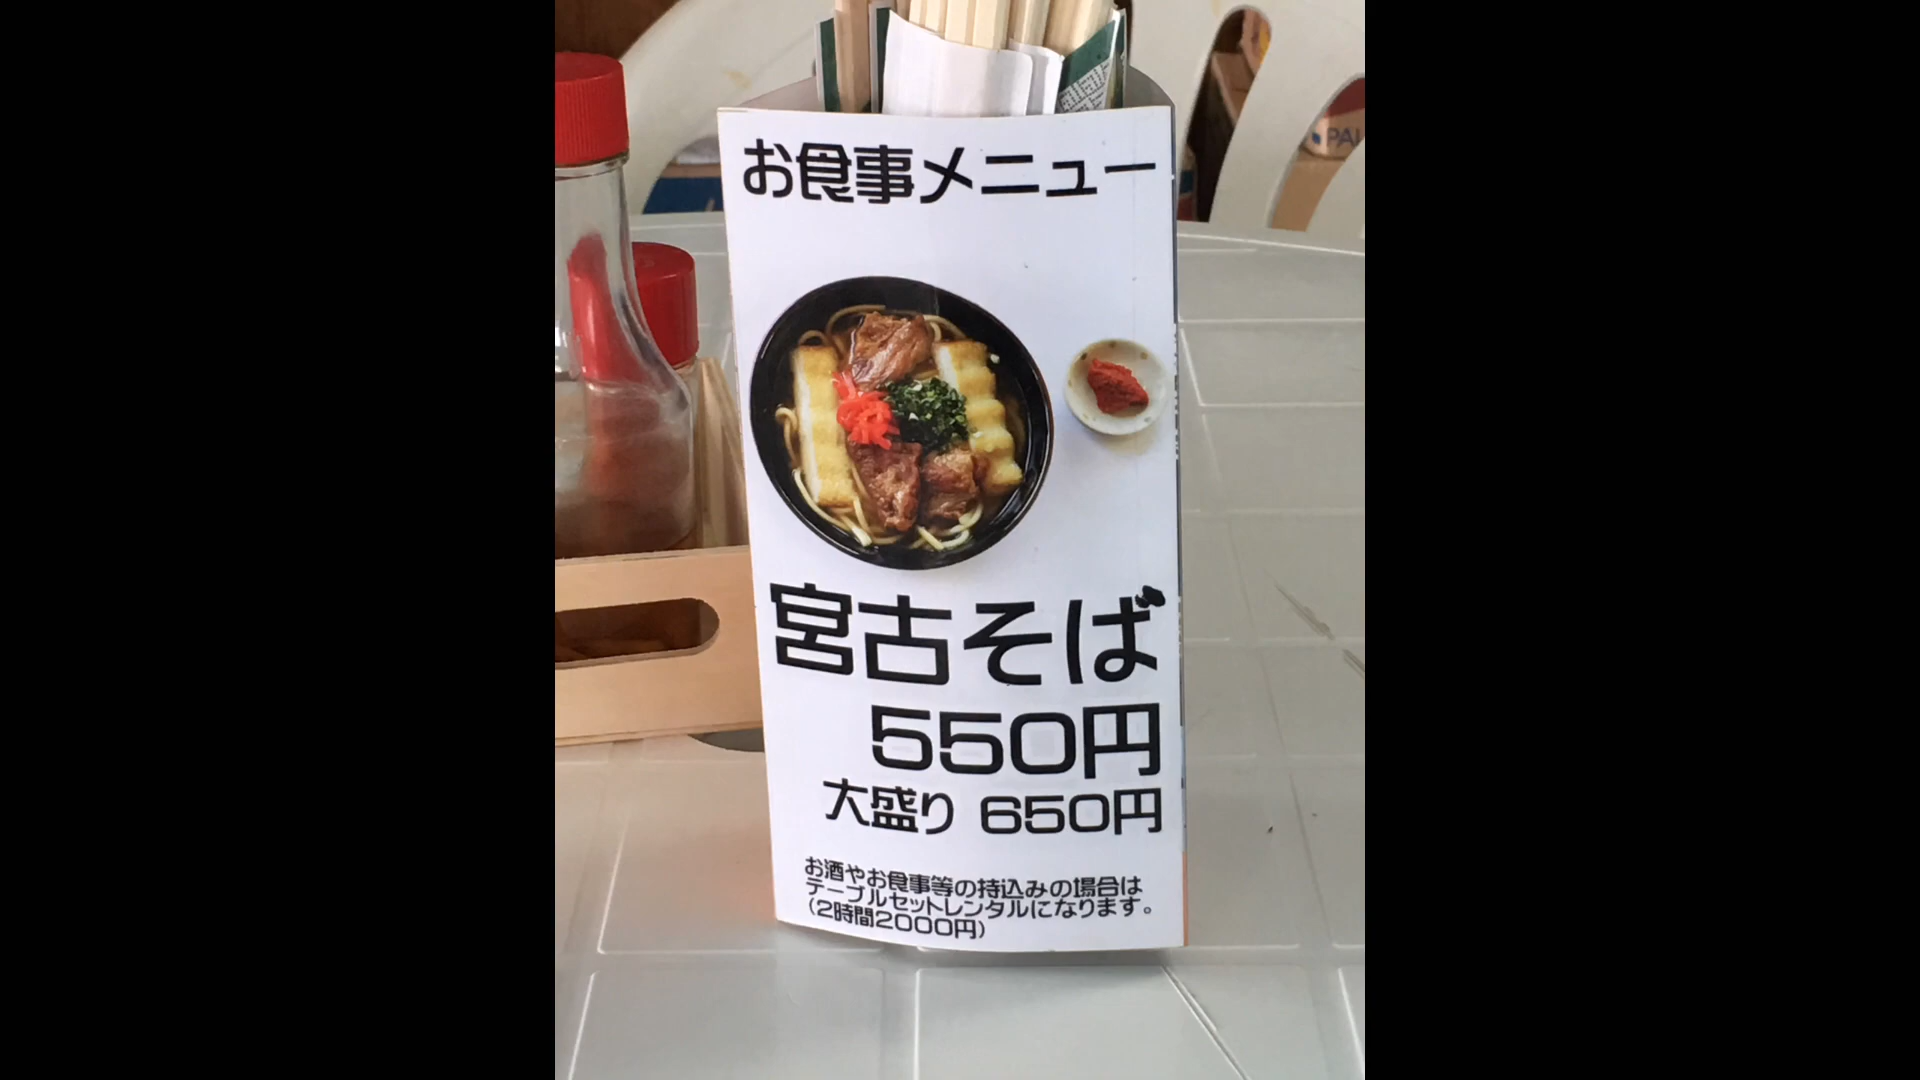 お食事メニュー
宮古そば
550円
大盛り 650円
お酒やお食事等の持込みの場合は
テーブルセットレンタルになります。
(2時間2000円)